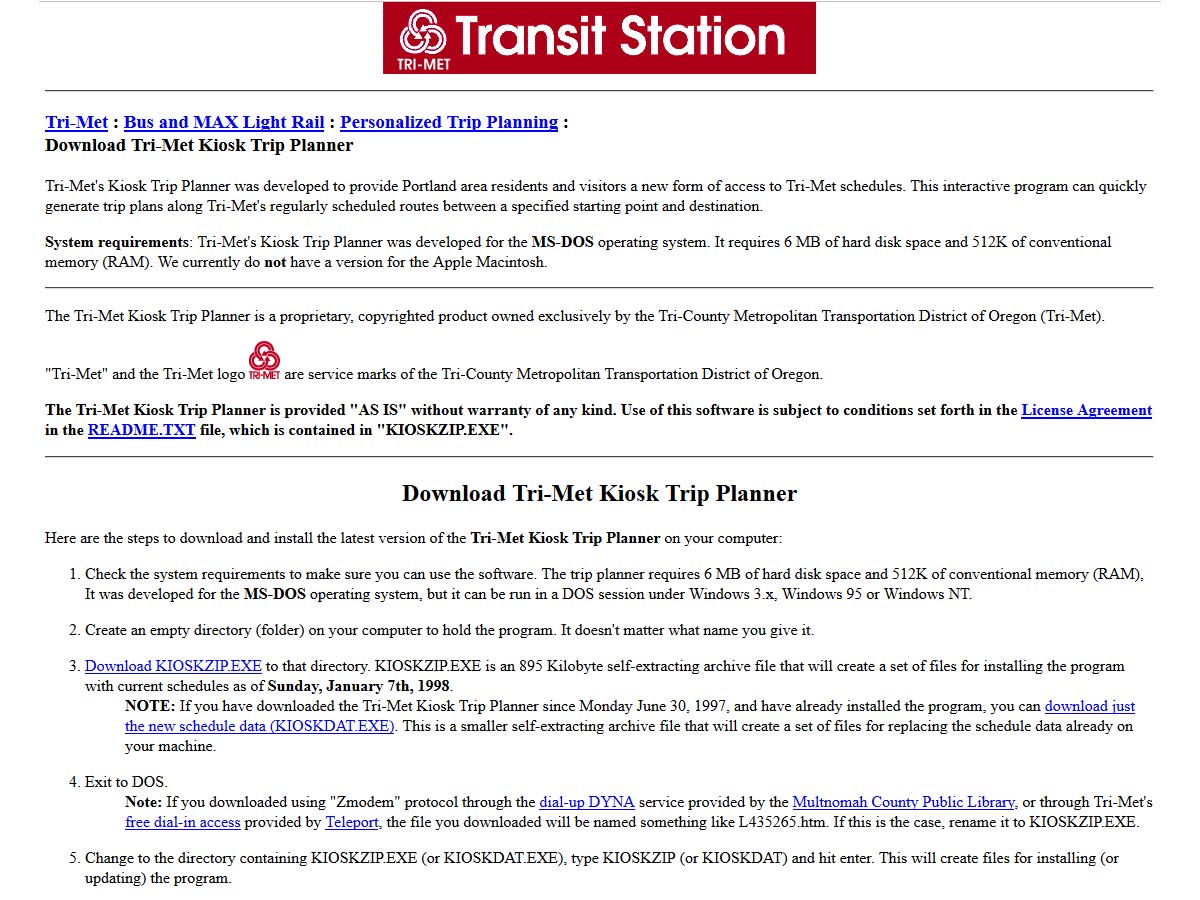 TRI-MET Transit Station
Tri-Met : Bus and MAX Light Rail : Personalized Trip Planning :
Download Tri-Met Kiosk Trip Planner
Tri-Met's Kiosk Trip Planner was developed to provide Portland area residents and visitors a new form of access to Tri-Met schedules. This interactive program can quickly
generate trip plans along Tri-Met's regularly scheduled routes between a specified starting point and destination.
System requirements: Tri-Met's Kiosk Trip Planner was developed for the MS-DOS operating system. It requires 6 MB of hard disk space and 512K of conventional
memory (RAM). We currently do not have a version for the Apple Macintosh.
The Tri-Met Kiosk Trip Planner is a proprietary, copyrighted product owned exclusively by the Tri-County Metropolitan Transportation District of Oregon (Tri-Met).
"Tri-Met" and the Tri-Met logo TRI-MET are service marks of the Tri-County Metropolitan Transportation District of Oregon.
The Tri-Met Kiosk Trip Planner is provided "AS IS" without warranty of any kind. Use of this software is subject to conditions set forth in the License Agreement
in the README.TXT file, which is contained in "KIOSKZIP.EXE".
Download Tri-Met Kiosk Trip Planner
Here are the steps to download and install the latest version of the Tri-Met Kiosk Trip Planner on your computer:
1. Check the system requirements to make sure you can use the software. The trip planner requires 6 MB of hard disk space and 512K of conventional memory (RAM),
It was developed for the MS-DOS operating system, but it can be run in a DOS session under Windows 3.x, Windows 95 or Windows NT.
2. Create an empty directory (folder) on your computer to hold the program. It doesn't matter what name you give it.
3. Download KIOSKZIP.EXE to that directory. KIOSKZIP.EXE is an 895 Kilobyte self-extracting archive file that will create a set of files for installing the program
with current schedules as of Sunday, January 7th, 1998.
NOTE: If you have downloaded the Tri-Met Kiosk Trip Planner since Monday June 30, 1997, and have already installed the program, you can download just
the new schedule data (KIOSKDAT.EXE). This is a smaller self-extracting archive file that will create a set of files for replacing the schedule data already on
your machine.
4. Exit to DOS.
Note: If you downloaded using "Zmodem" protocol through the dial-up DYNA service provided by the Multnomah County Public Library, or through Tri-Met's
free dial-in access provided by Teleport, the file you downloaded will be named something like L435265.htm. If this is the case, rename it to KIOSKZIP.EXE.
5. Change to the directory containing KIOSKZIP.EXE (or KIOSKDAT.EXE), type KIOSKZIP (or KIOSKDAT) and hit enter. This will create files for installing (or
updating) the program.